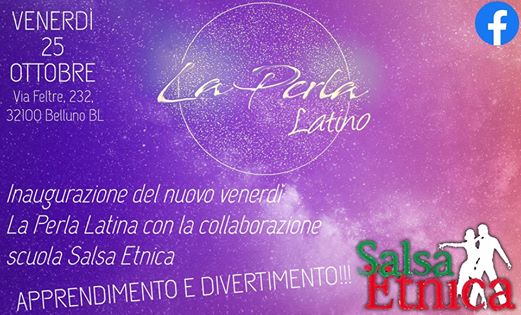 VENERDÌ
25
OTTOBRE
Via Feltre, 232,
32100 Belluno BL
La Perla
Latino
Inaugurazione del nuovo venerdì
La Perla Latina con la collaborazione
scuola Salsa Etnica
APPRENDIMENTO E DIVERTIMENTO!!!
Salsa
Etnica